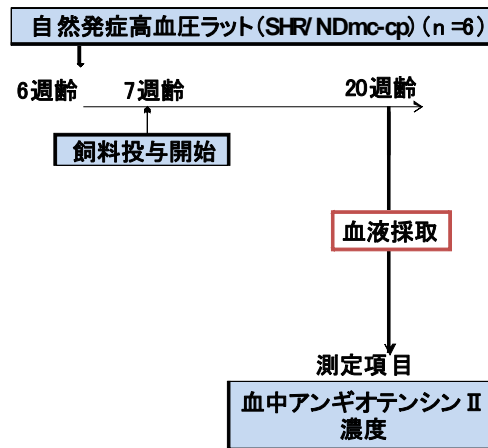 自然発症高血圧ラット(SHR/NDmc-cp)(n=6)
6週齢
7週齢
20週齢
飼料投与開始
血液採取
測定項目
血中アンギオテンシンⅡ
濃度